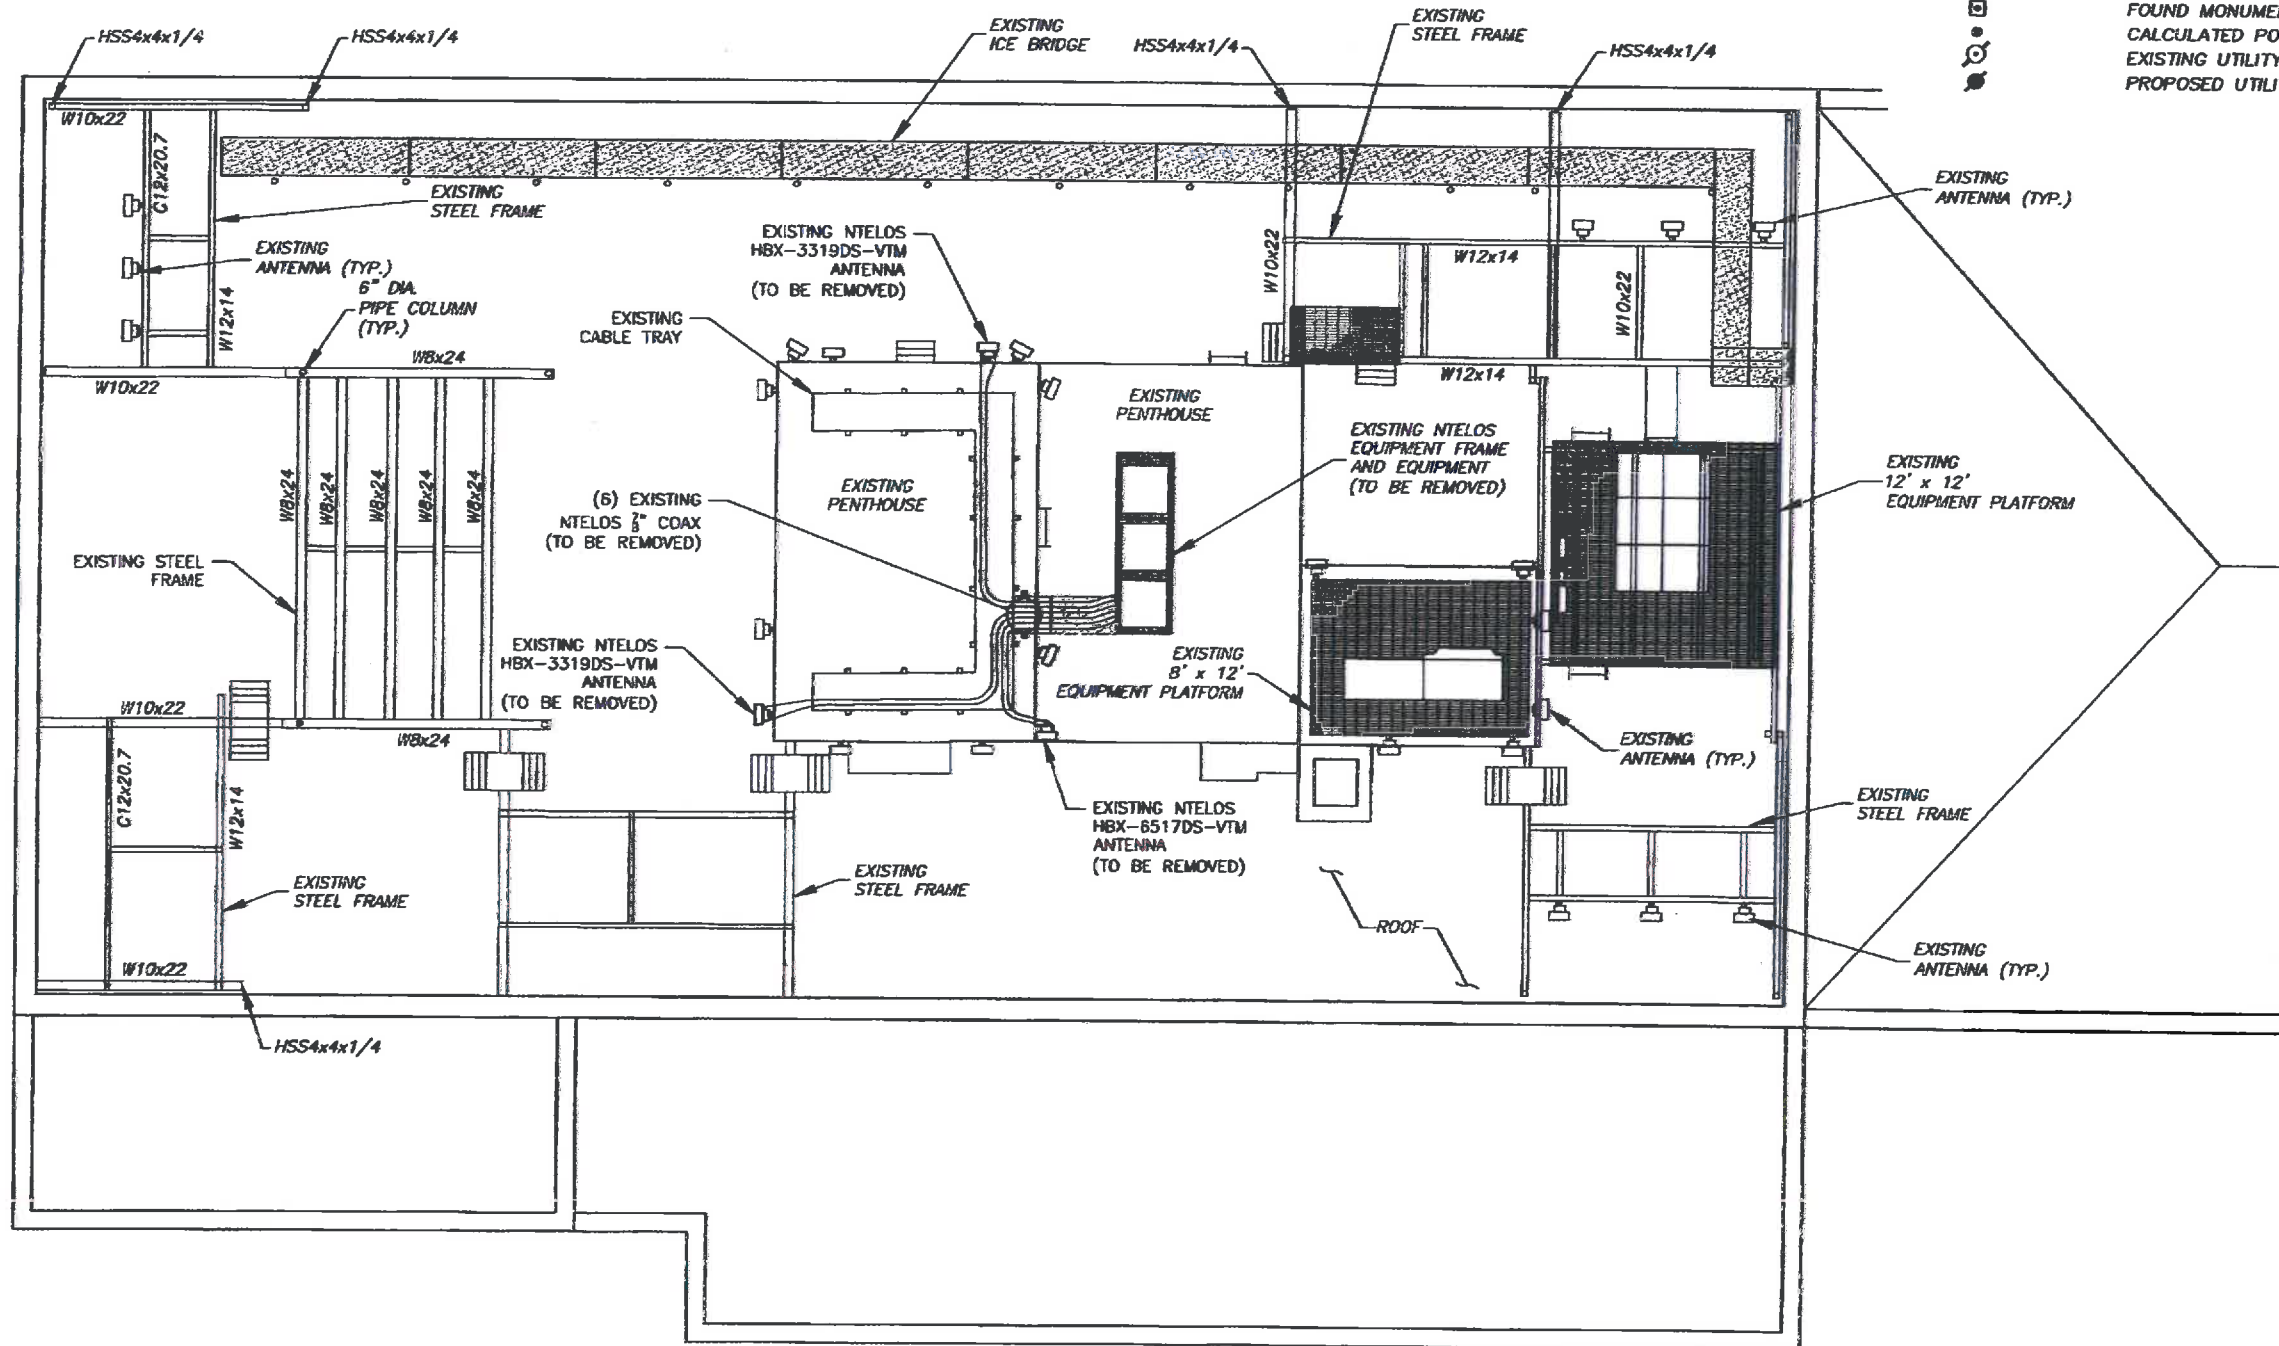 FOUND MONUME
CALCULATED PO
EXISTING UTILITY
PROPOSED UTILI
HSS4x4x1/4
HSS4x4x1/4
EXISTING
ICE BRIDGE
HSS4x4x1/4
EXISTING
STEEL FRAME
HSS4x4x1/4
W10x22
C12x20.7
EXISTING
STEEL FRAME
EXISTING
ANTENNA (TYP.)
W12x14
6" DIA.
PIPE COLUMN
(TYP.)
EXISTING NTELOS
HBX-3319DS-VTM
ANTENNA
(TO BE REMOVED)
EXISTING
CABLE TRAY
W10x22
W12x14
W10x22
EXISTING
ANTENNA (TYP.)
W10x22
W8x24
W12x14
EXISTING
PENTHOUSE
EXISTING NTELOS
EQUIPMENT FRAME
AND EQUIPMENT
(TO BE REMOVED)
EXISTING
12' x 12'
EQUIPMENT PLATFORM
W8x24
W8x24
W8x24
W8x24
W8x24
EXISTING
PENTHOUSE
(6) EXISTING
NTELOS 7/8" COAX
(TO BE REMOVED)
EXISTING STEEL
FRAME
EXISTING NTELOS
HBX-3319DS-VTM
ANTENNA
(TO BE REMOVED)
EXISTING
8' x 12'
EQUIPMENT PLATFORM
W10x22
W8x24
C12x20.7
W12x14
EXISTING
ANTENNA (TYP.)
EXISTING NTELOS
HBX-6517DS-VTM
ANTENNA
(TO BE REMOVED)
EXISTING
STEEL FRAME
EXISTING
STEEL FRAME
EXISTING
STEEL FRAME
ROOF
EXISTING
ANTENNA (TYP.)
W10x22
HSS4x4x1/4